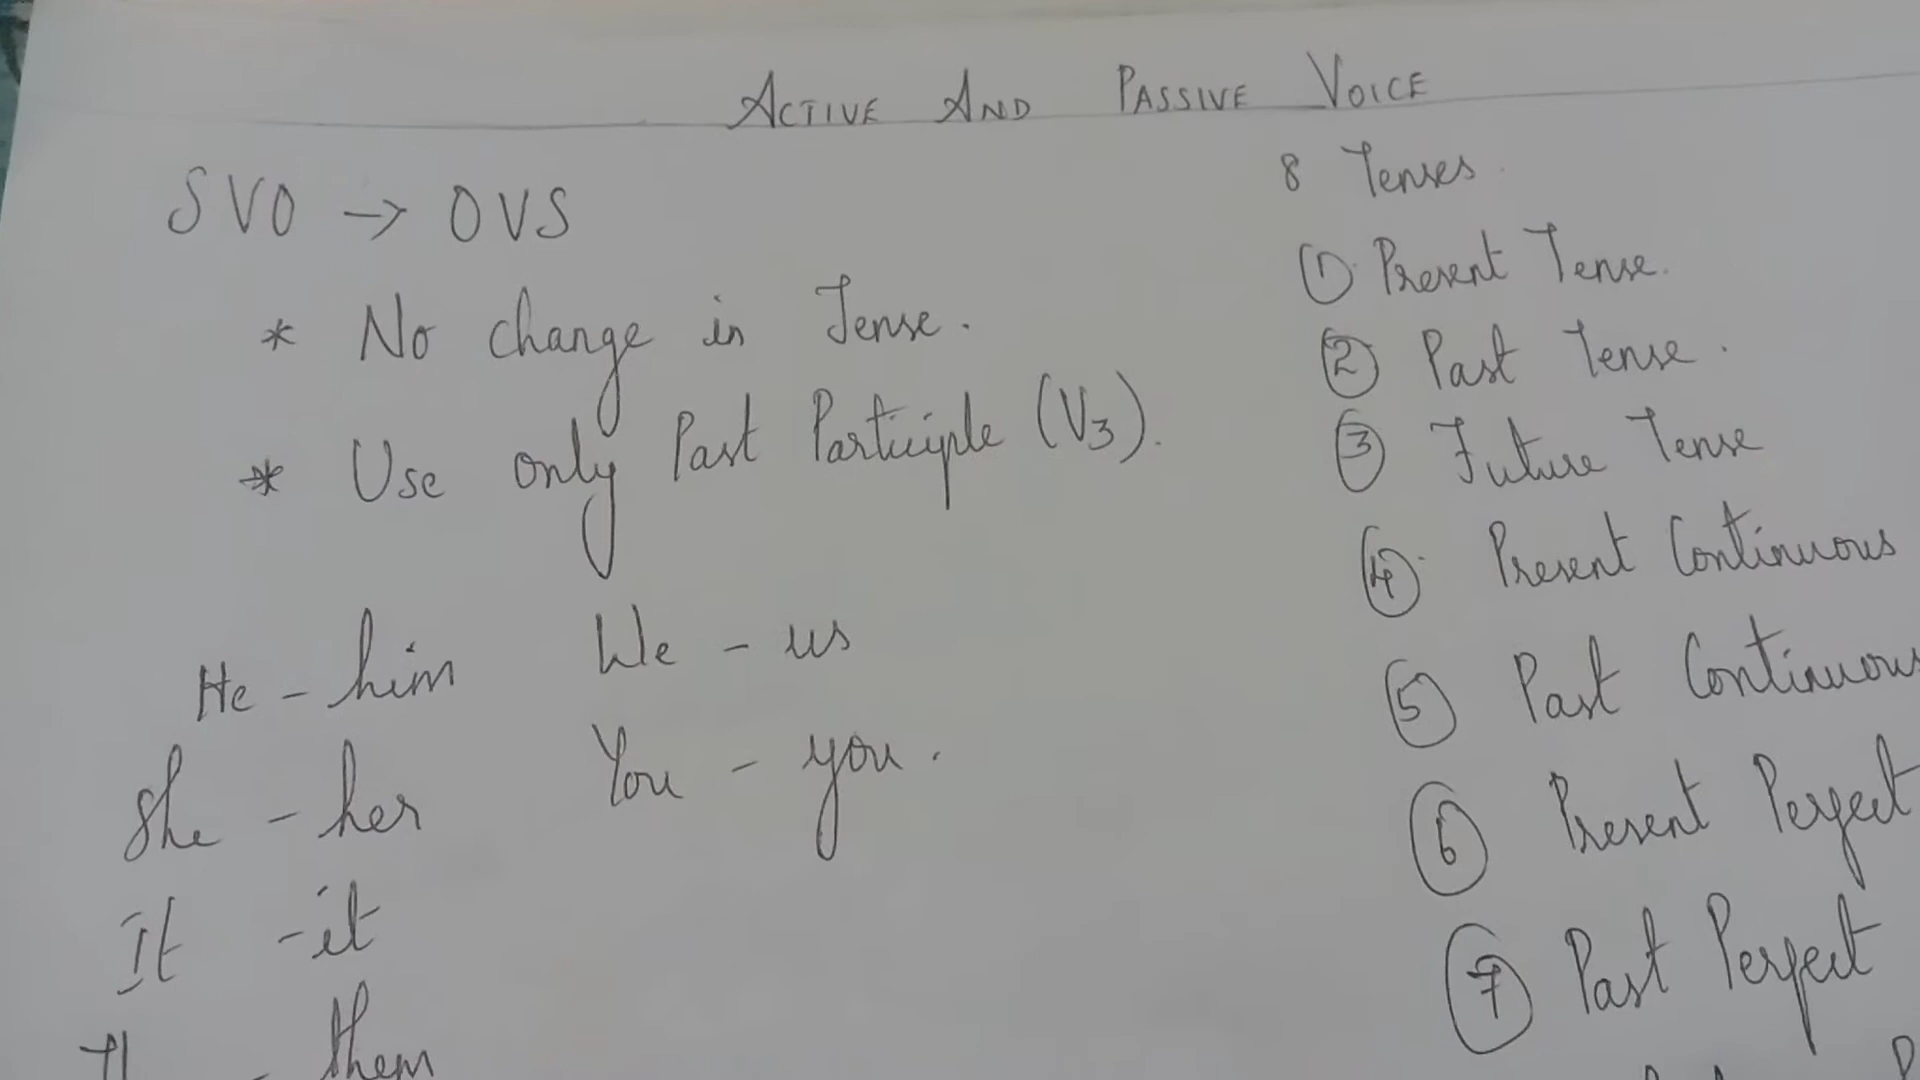 ACTIVE AND PASSIVE VOICE
SVO → OVS
* No change in Tense.
* Use only Past Participle (V3).
He - him
She - her
It - it
- them
We - us
You - you.
8 Tenses.
① Present Tense.
② Past Tense.
③ Future Tense
④ Present Continuous
⑤ Past Continuous
⑥ Present Perfect
⑦ Past Perfect